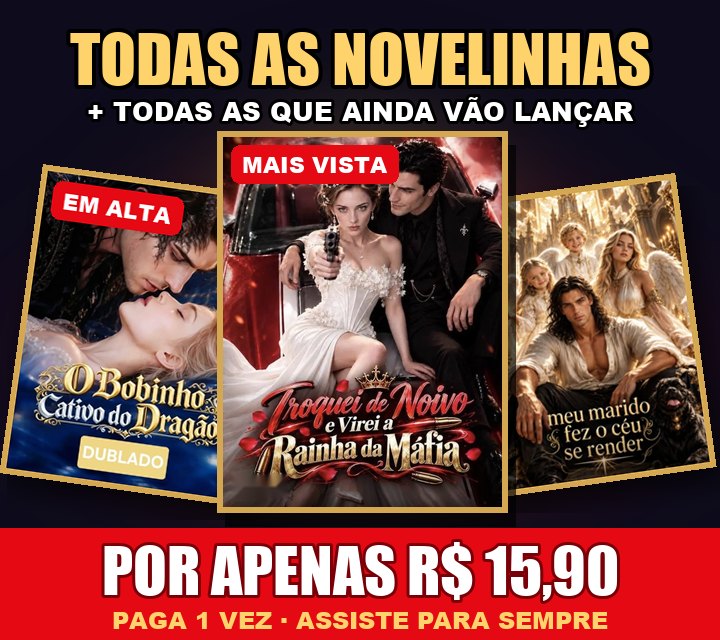 TODAS AS NOVELINHAS
+ TODAS AS QUE AINDA VÃO LANÇAR
EM ALTA
O Bobinho
Cativo do Dragão
DUBLADO
MAIS VISTA
Troquei de Noivo
e Virei a
Rainha da Máfia
meu marido
fez o céu
se render
POR APENAS R$ 15,90
PAGA 1 VEZ · ASSISTE PARA SEMPRE